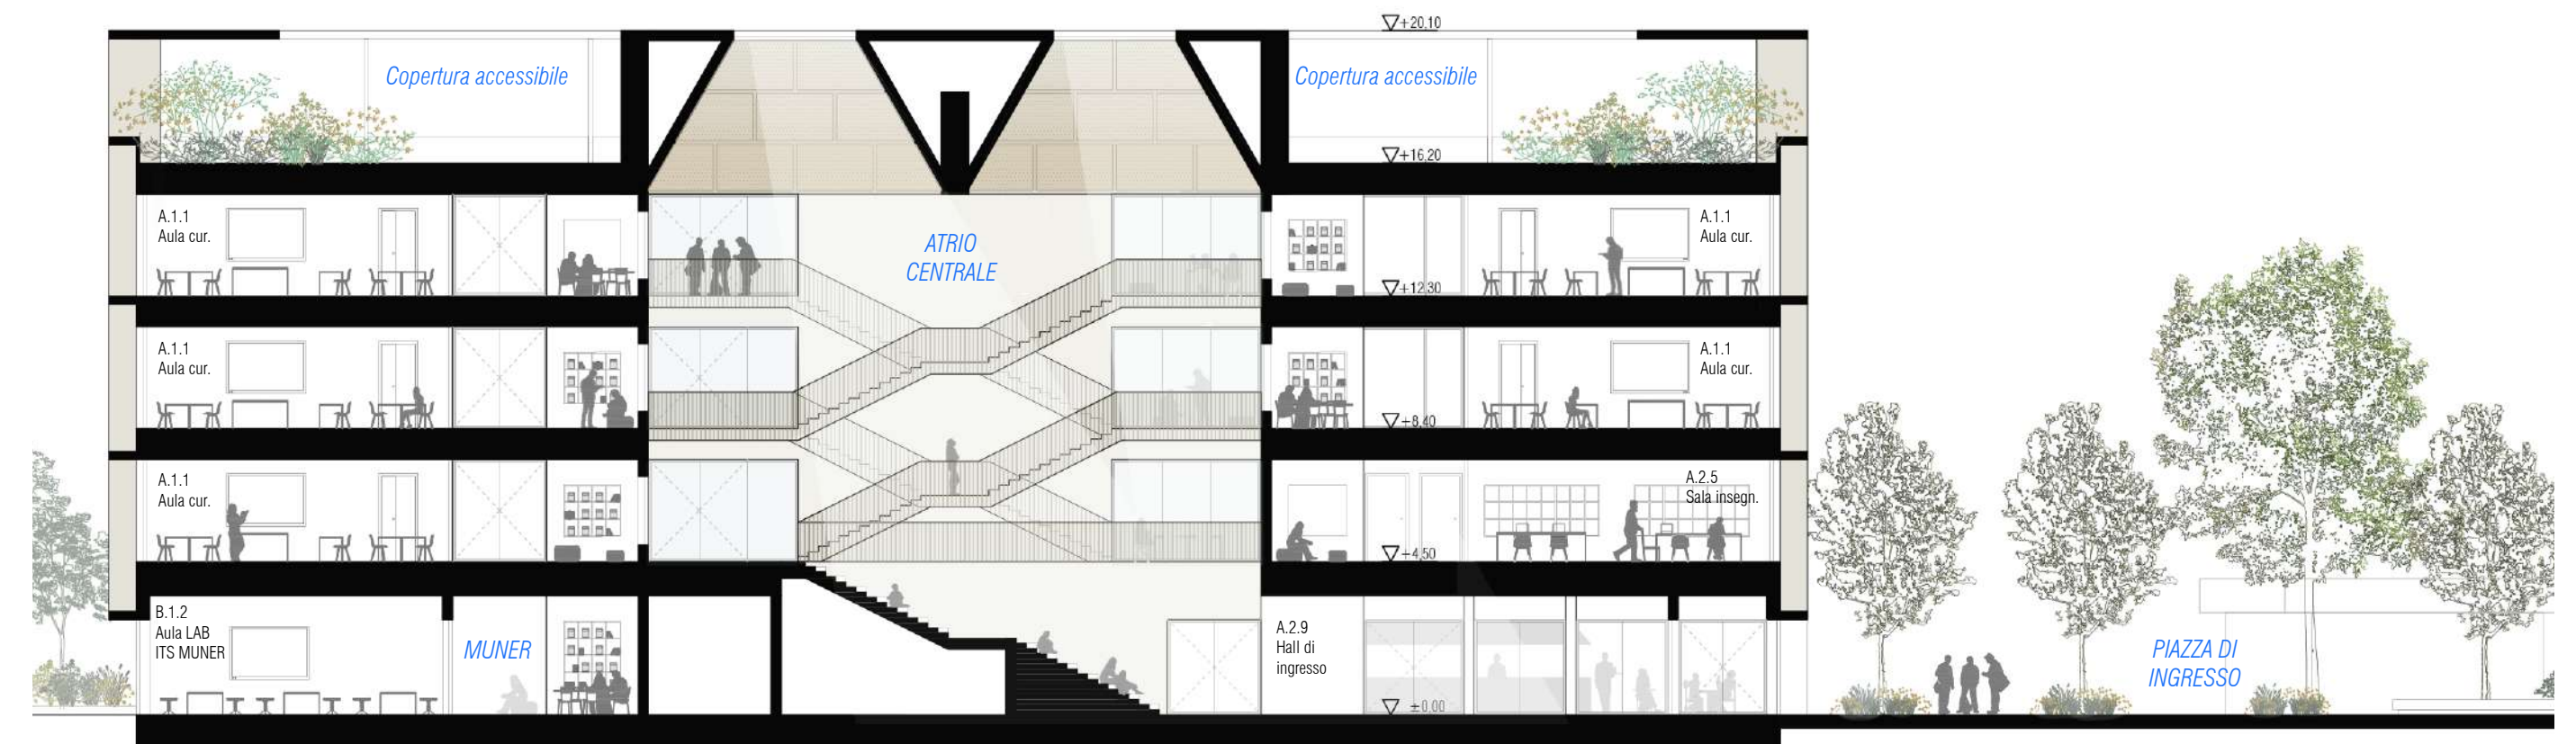 +20,10
Copertura accessibile
Copertura accessibile
+16,20
A.1.1
Aula cur.
ATRIO
CENTRALE
A.1.1
Aula cur.
+12,30
A.1.1
Aula cur.
A.1.1
Aula cur.
+8,40
A.1.1
Aula cur.
A.2.5
Sala insegn.
+4,50
B.1.2
Aula LAB
ITS MUNER
MUNER
A.2.9
Hall di
ingresso
±0,00
PIAZZA DI
INGRESSO